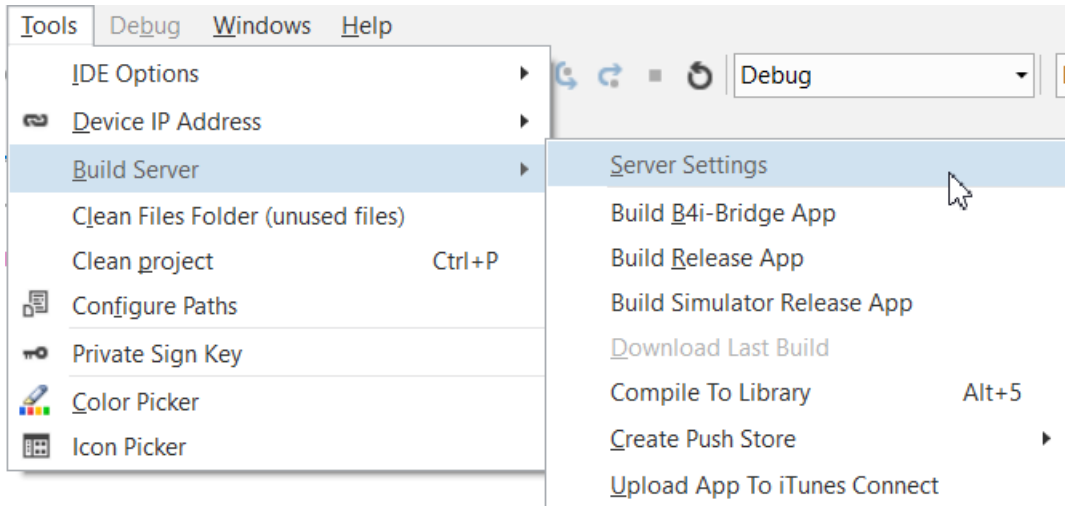 Tools Debug Windows Help
Debug
IDE Options
Device IP Address
Build Server
Clean Files Folder (unused files)
Clean project Ctrl+P
Configure Paths
Private Sign Key
Color Picker
Icon Picker
Server Settings
Build B4i-Bridge App
Build Release App
Build Simulator Release App
Download Last Build
Compile To Library Alt+5
Create Push Store
Upload App To iTunes Connect